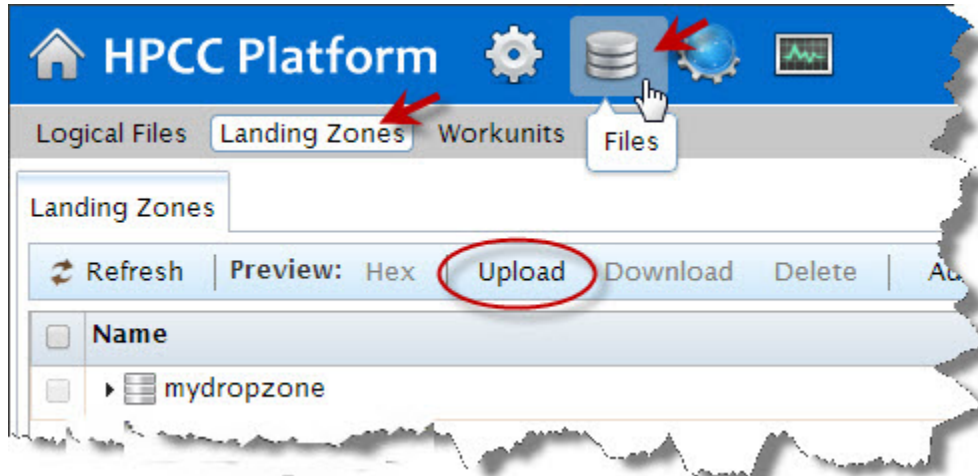 HPCC Platform
Logical Files Landing Zones Workunits
Files
Landing Zones
Refresh Preview: Hex Upload Download Delete
Name
mydropzone